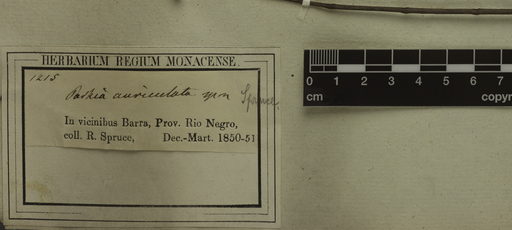 HERBARIUM REGIUM MONACENSE.
1215
Parkia auriculata Spruce
In vicinibus Barra, Prov. Rio Negro,
coll. R. Spruce, Dec.-Mart. 1850-51
0 1 2 3 4 5 6 7
cm copyr